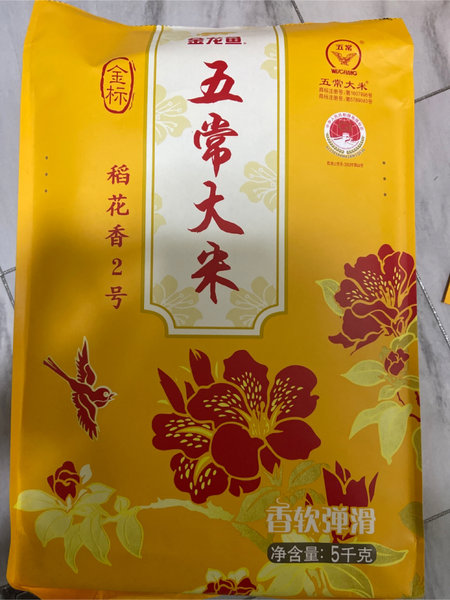 金龙鱼
金标
五常大米
稻花香2号
五常
WUCHANG
五常大米
香软弹滑
净含量：5千克